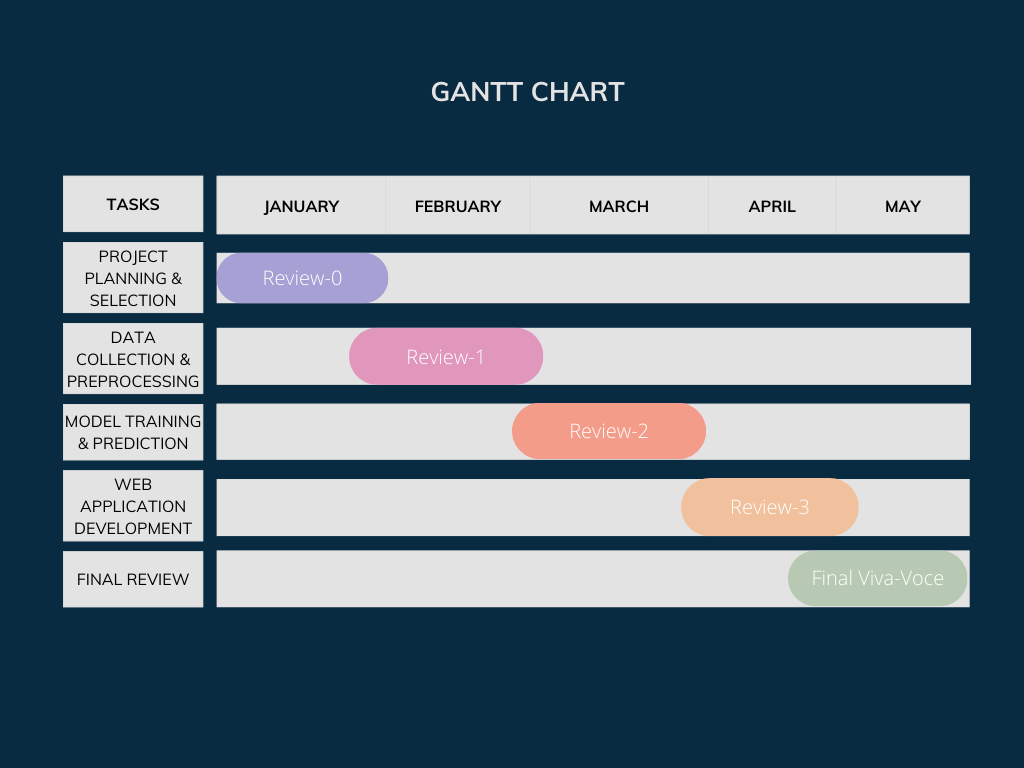 GANTT CHART
TASKS
JANUARY
FEBRUARY
MARCH
APRIL
MAY
PROJECT
PLANNING &
SELECTION
Review-0
DATA
COLLECTION &
PREPROCESSING
Review-1
MODEL TRAINING
& PREDICTION
Review-2
WEB
APPLICATION
DEVELOPMENT
Review-3
FINAL REVIEW
Final Viva-Voce